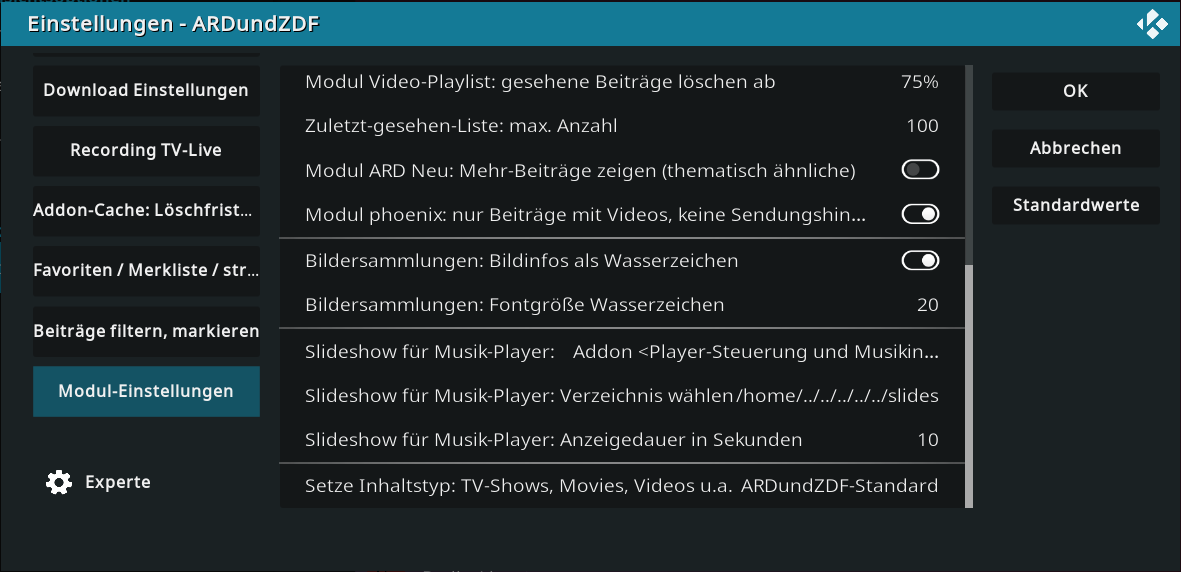 Einstellungen - ARDundZDF
Download Einstellungen
Recording TV-Live
Addon-Cache: Löschfrist...
Favoriten / Merkliste / str...
Beiträge filtern, markieren
Modul-Einstellungen
Experte
Modul Video-Playlist: gesehene Beiträge löschen ab 75%
Zuletzt-gesehen-Liste: max. Anzahl 100
Modul ARD Neu: Mehr-Beiträge zeigen (thematisch ähnliche)
Modul phoenix: nur Beiträge mit Videos, keine Sendungshin...
Bildersammlungen: Bildinfos als Wasserzeichen
Bildersammlungen: Fontgröße Wasserzeichen 20
Slideshow für Musik-Player: Addon <Player-Steuerung und Musikin...
Slideshow für Musik-Player: Verzeichnis wählen /home/../../../../../slides
Slideshow für Musik-Player: Anzeigedauer in Sekunden 10
Setze Inhaltstyp: TV-Shows, Movies, Videos u.a. ARDundZDF-Standard
OK
Abbrechen
Standardwerte